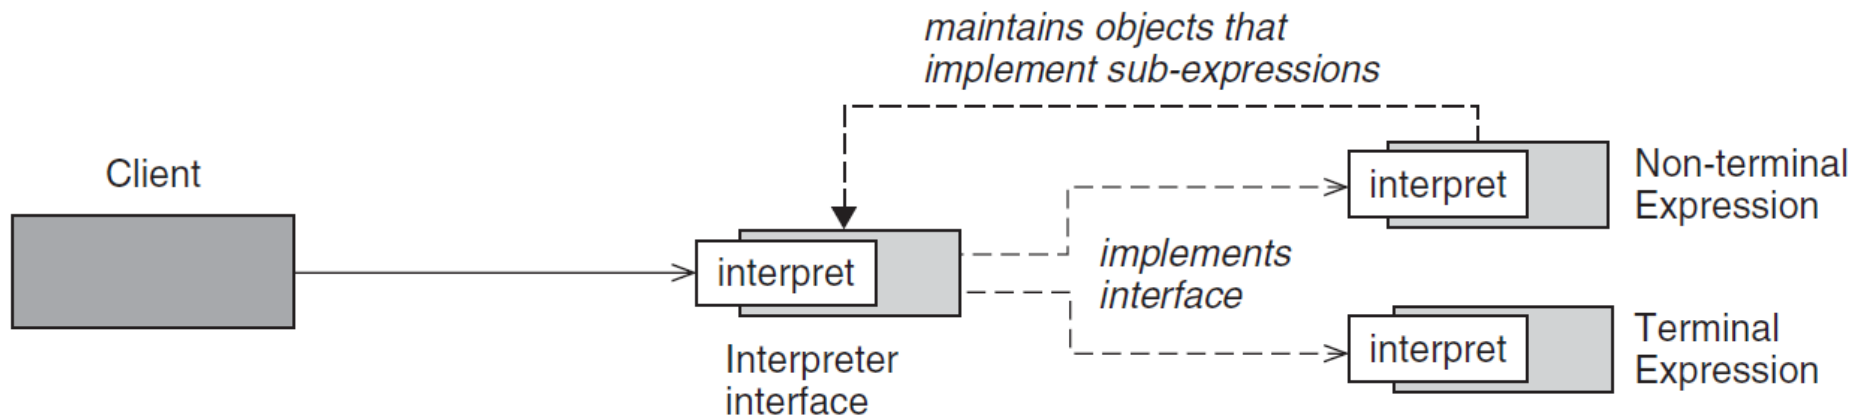 maintains objects that
implement sub-expressions
Client
interpret
Non-terminal
Expression
interpret
implements
interface
interpret
Terminal
Expression
Interpreter
interface